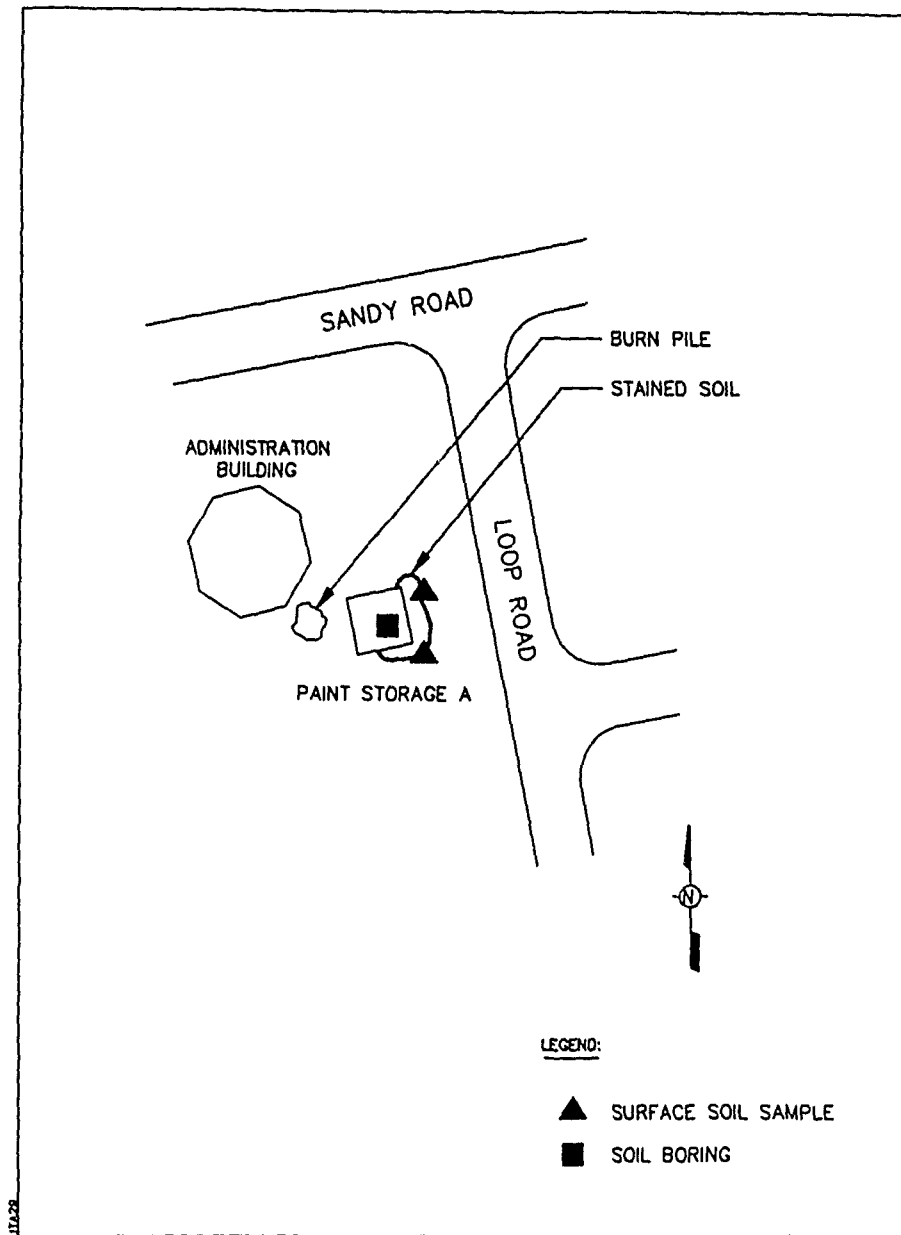 SANDY ROAD
BURN PILE
STAINED SOIL
ADMINISTRATION
BUILDING
LOOP ROAD
PAINT STORAGE A
N
LEGEND:
SURFACE SOIL SAMPLE
SOIL BORING